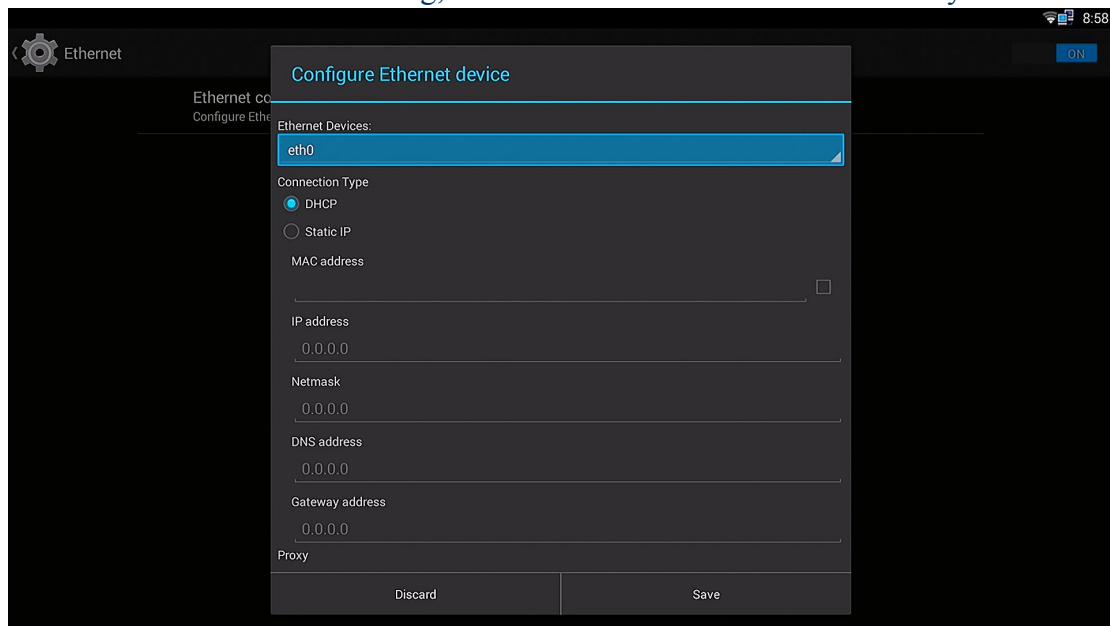 8:58
Ethernet
ON
Configure Ethernet device
Ethernet co
Configure Ethe
Ethernet Devices:
eth0
Connection Type
DHCP
Static IP
MAC address
IP address
0.0.0.0
Netmask
0.0.0.0
DNS address
0.0.0.0
Gateway address
0.0.0.0
Proxy
Discard
Save